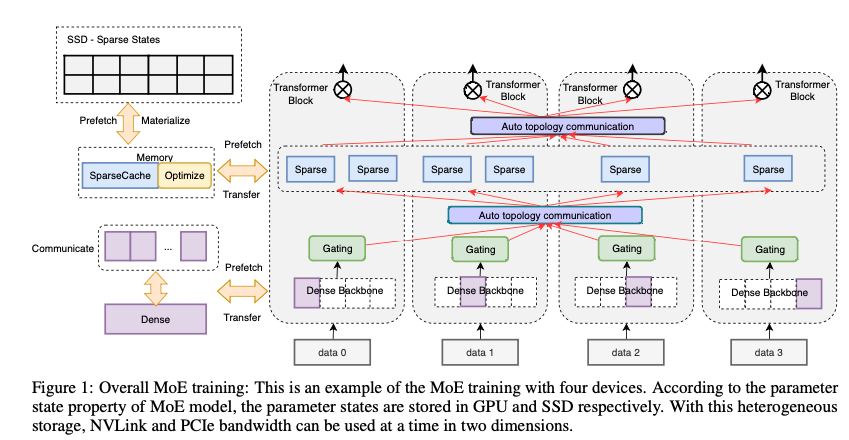 SSD - Sparse States
Prefetch
Materialize
Memory
SparseCache
Optimize
Prefetch
Transfer
Communicate
...
Dense
Prefetch
Transfer
Transformer
Block
Transformer
Block
Transformer
Block
Transformer
Block
Auto topology communication
Sparse
Sparse
Sparse
Sparse
Sparse
Sparse
Auto topology communication
Gating
Gating
Gating
Gating
Dense Backbone
Dense Backbone
Dense Backbone
Dense Backbone
data 0
data 1
data 2
data 3
Figure 1: Overall MoE training: This is an example of the MoE training with four devices. According to the parameter
state property of MoE model, the parameter states are stored in GPU and SSD respectively. With this heterogeneous
storage, NVLink and PCIe bandwidth can be used at a time in two dimensions.